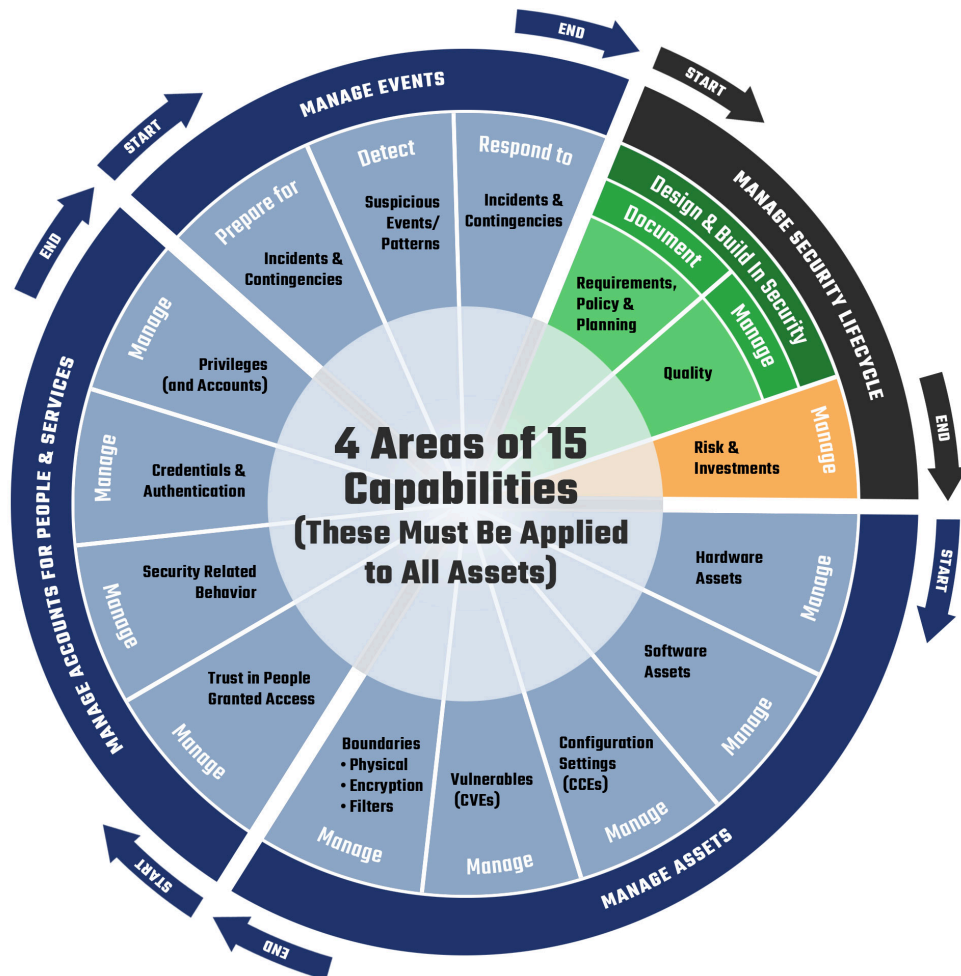 4 Areas of 15
Capabilities
(These Must Be Applied
to All Assets)
START
MANAGE SECURITY LIFECYCLE
END
Design & Build In Security
Document
Requirements,
Policy &
Planning
Manage
Quality
Manage
Risk &
Investments
START
MANAGE ASSETS
END
Manage
Hardware
Assets
Manage
Software
Assets
Manage
Configuration
Settings
(CCEs)
Manage
Vulnerables
(CVEs)
Manage
Boundaries
• Physical
• Encryption
• Filters
START
MANAGE ACCOUNTS FOR PEOPLE & SERVICES
END
Manage
Trust in People
Granted Access
Manage
Security Related
Behavior
Manage
Credentials &
Authentication
Manage
Privileges
(and Accounts)
START
MANAGE EVENTS
END
Prepare for
Incidents &
Contingencies
Detect
Suspicious
Events/
Patterns
Respond to
Incidents &
Contingencies